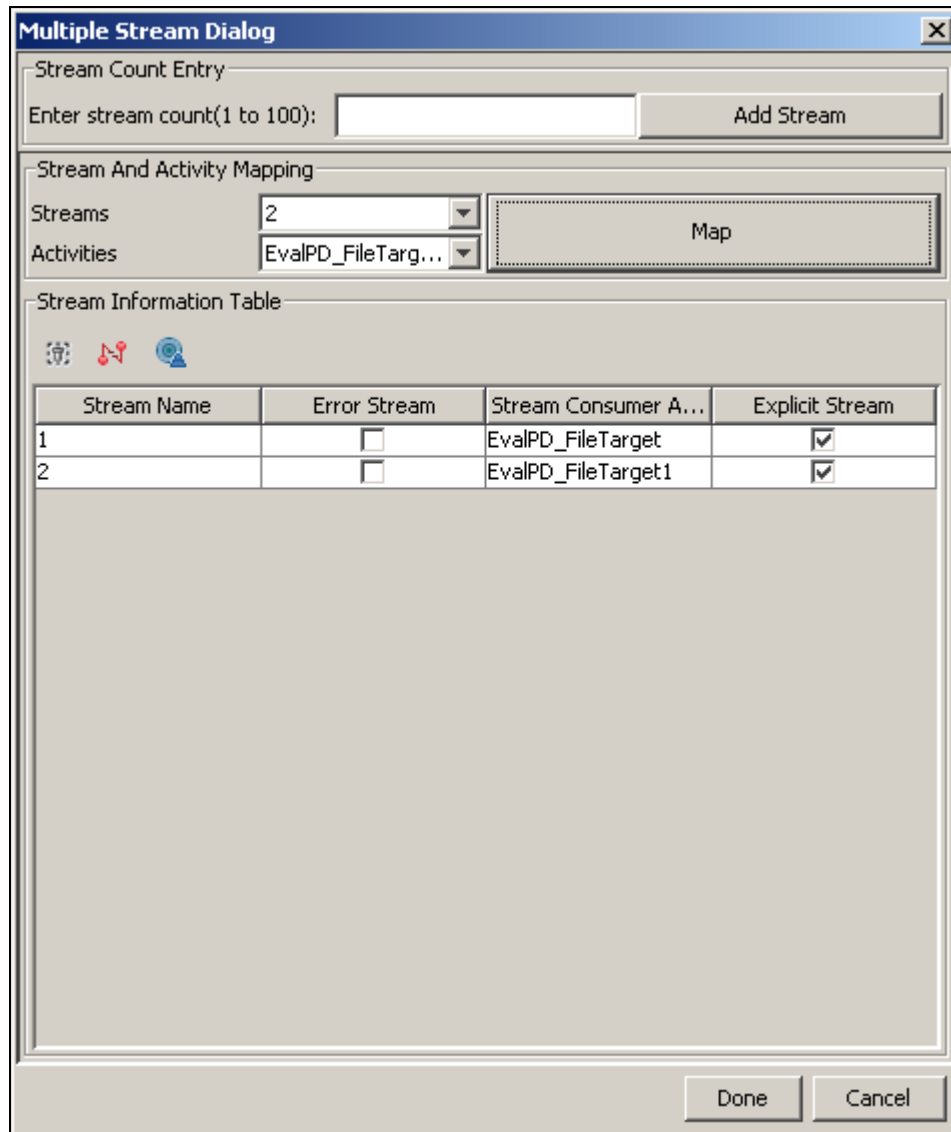 Multiple Stream Dialog
Stream Count Entry
Enter stream count(1 to 100): Add Stream
Stream And Activity Mapping
Streams 2
Map
Activities EvalPD_FileTarg...
Stream Information Table
Stream Name Error Stream Stream Consumer A... Explicit Stream
1 EvalPD_FileTarget
2 EvalPD_FileTarget1
Done Cancel